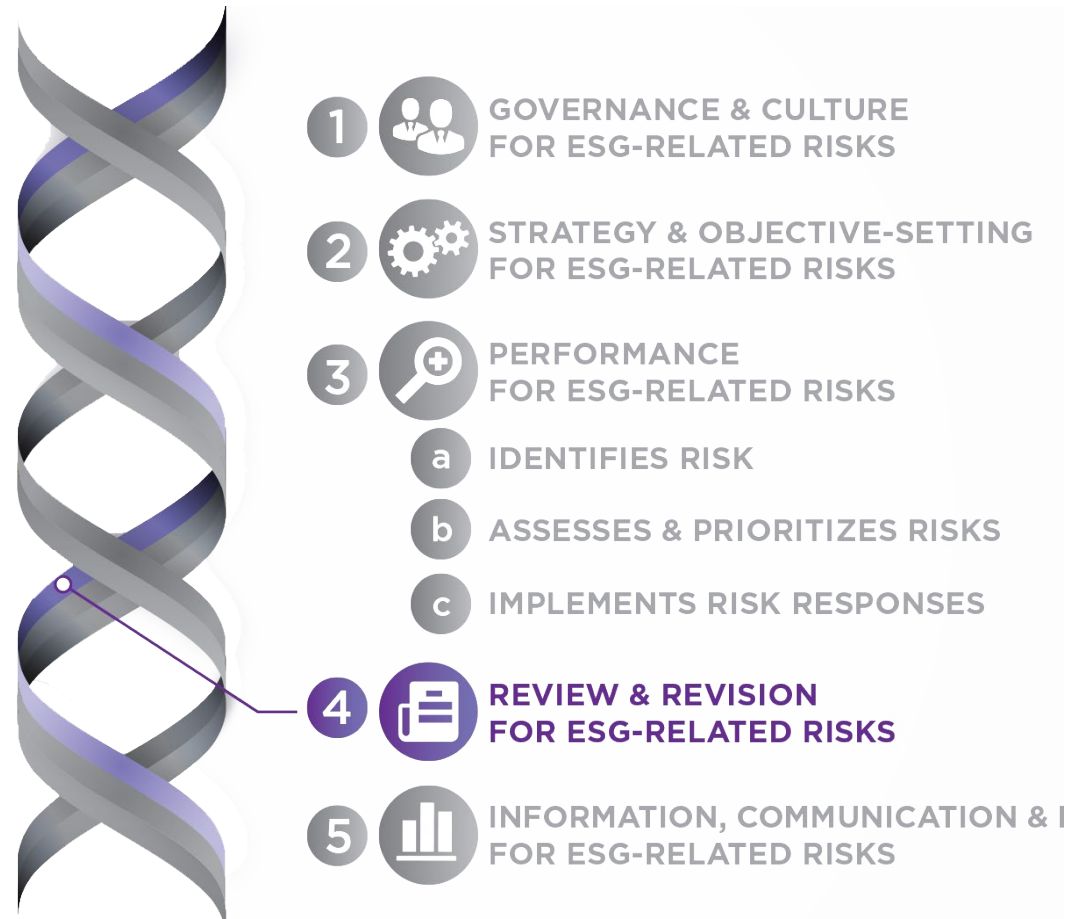 1 GOVERNANCE & CULTURE
FOR ESG-RELATED RISKS
2 STRATEGY & OBJECTIVE-SETTING
FOR ESG-RELATED RISKS
3 PERFORMANCE
FOR ESG-RELATED RISKS
a IDENTIFIES RISK
b ASSESSES & PRIORITIZES RISKS
c IMPLEMENTS RISK RESPONSES
4 REVIEW & REVISION
FOR ESG-RELATED RISKS
5 INFORMATION, COMMUNICATION &
FOR ESG-RELATED RISKS